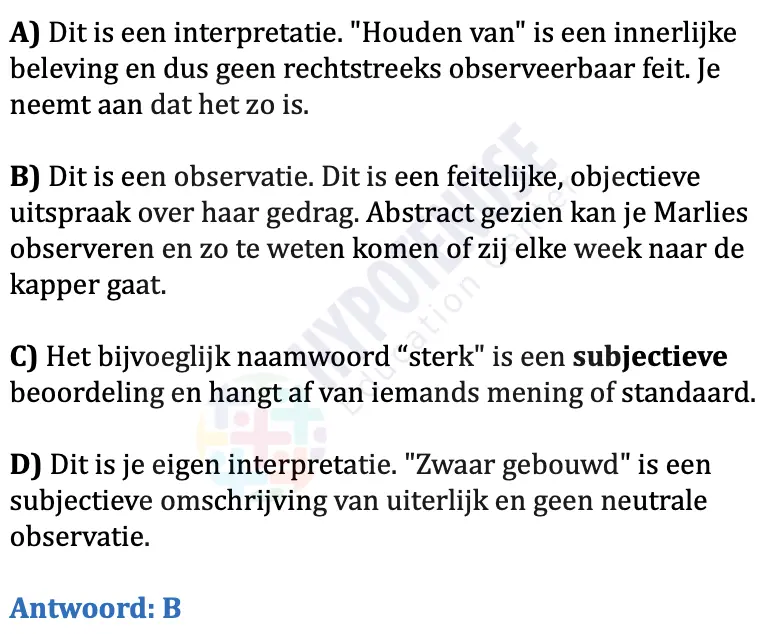 A) Dit is een interpretatie. "Houden van" is een innerlijke
beleving en dus geen rechtstreeks observeerbaar feit. Je
neemt aan dat het zo is.
B) Dit is een observatie. Dit is een feitelijke, objectieve
uitspraak over haar gedrag. Abstract gezien kan je Marlies
observeren en zo te weten komen of zij elke week naar de
kapper gaat.
C) Het bijvoeglijk naamwoord “sterk" is een subjectieve
beoordeling en hangt af van iemands mening of standaard.
D) Dit is je eigen interpretatie. "Zwaar gebouwd" is een
subjectieve omschrijving van uiterlijk en geen neutrale
observatie.
Antwoord: B
HYPOTENUSE
Education Center